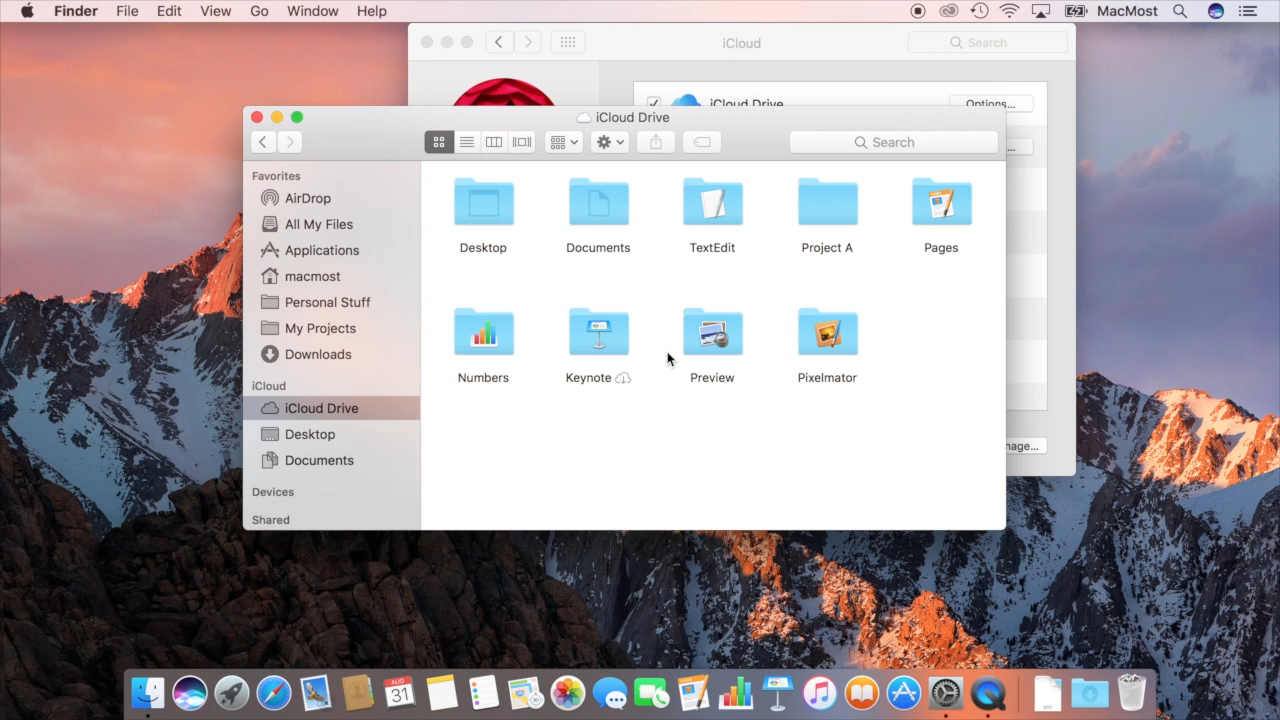 Finder File Edit View Go Window Help MacMost
iCloud
Search
iCloud Drive
Options...
...
nage...
iCloud Drive
Search
Favorites
AirDrop
All My Files
Applications
macmost
Personal Stuff
My Projects
Downloads
iCloud
iCloud Drive
Desktop
Documents
Devices
Shared
Desktop Documents TextEdit Project A Pages
Numbers Keynote Preview Pixelmator
AUG
31